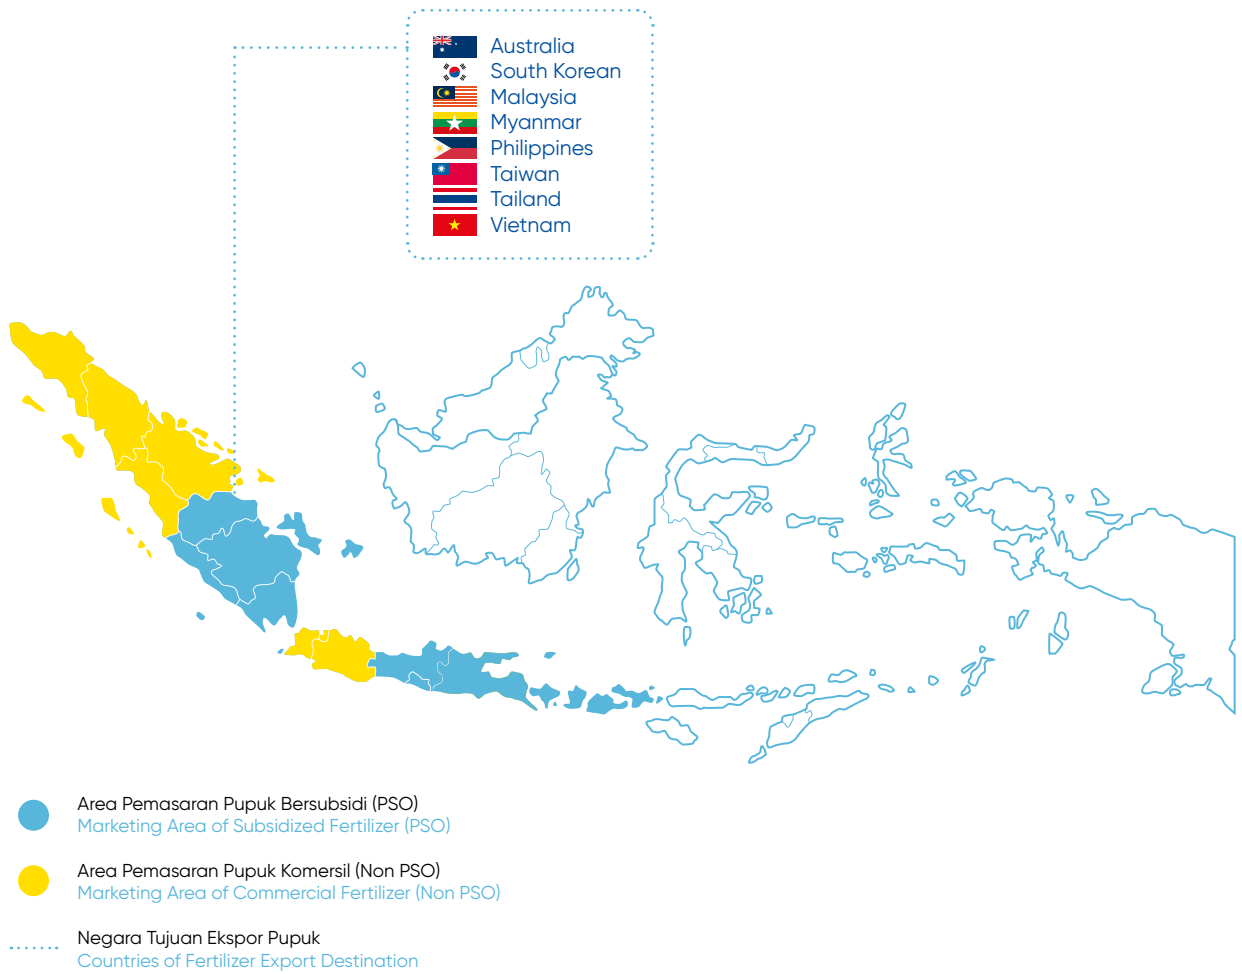 Australia
South Korean
Malaysia
Myanmar
Philippines
Taiwan
Tailand
Vietnam
Area Pemasaran Pupuk Bersubsidi (PSO)
Marketing Area of Subsidized Fertilizer (PSO)
Area Pemasaran Pupuk Komersil (Non PSO)
Marketing Area of Commercial Fertilizer (Non PSO)
Negara Tujuan Ekspor Pupuk
Countries of Fertilizer Export Destination